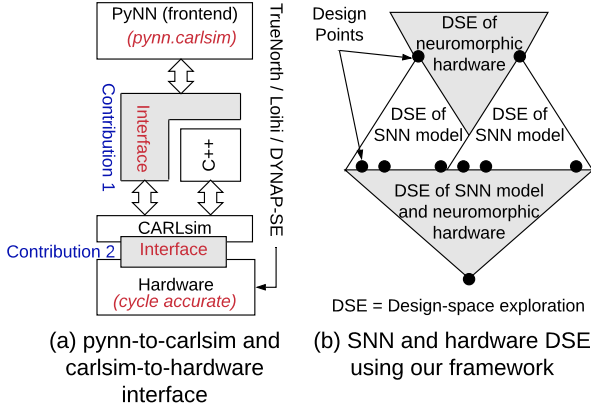 PyNN (frontend)
(pynn.carlsim)
TrueNorth / Loihi / DYNAP-SE
Contribution 1
Interface
C++
CARLsim
Contribution 2
Interface
Hardware
(cycle accurate)
(a) pynn-to-carlsim and
carlsim-to-hardware
interface
Design
Points
DSE of
neuromorphic
hardware
DSE of
SNN model
DSE of
SNN model
DSE of SNN model
and neuromorphic
hardware
DSE = Design-space exploration
(b) SNN and hardware DSE
using our framework